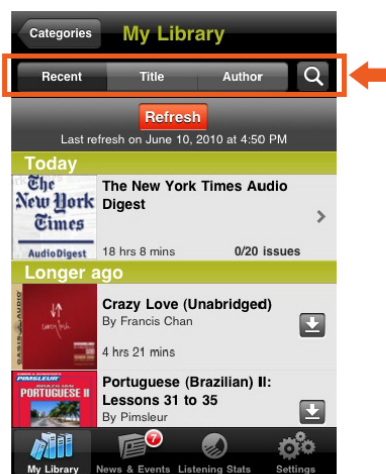 Categories
My Library
Recent
Title
Author
Refresh
Last refresh on June 10, 2010 at 4:50 PM
Today
The
New York
Times
AudioDigest
The New York Times Audio
Digest
18 hrs 8 mins
0/20 issues
Longer ago
Crazy Love (Unabridged)
By Francis Chan
4 hrs 21 mins
PIMSLEUR
PORTUGUESE II
Portuguese (Brazilian) II:
Lessons 31 to
35
By Pimsleur
7
My Library
News & Events
Listening Stats
Settings